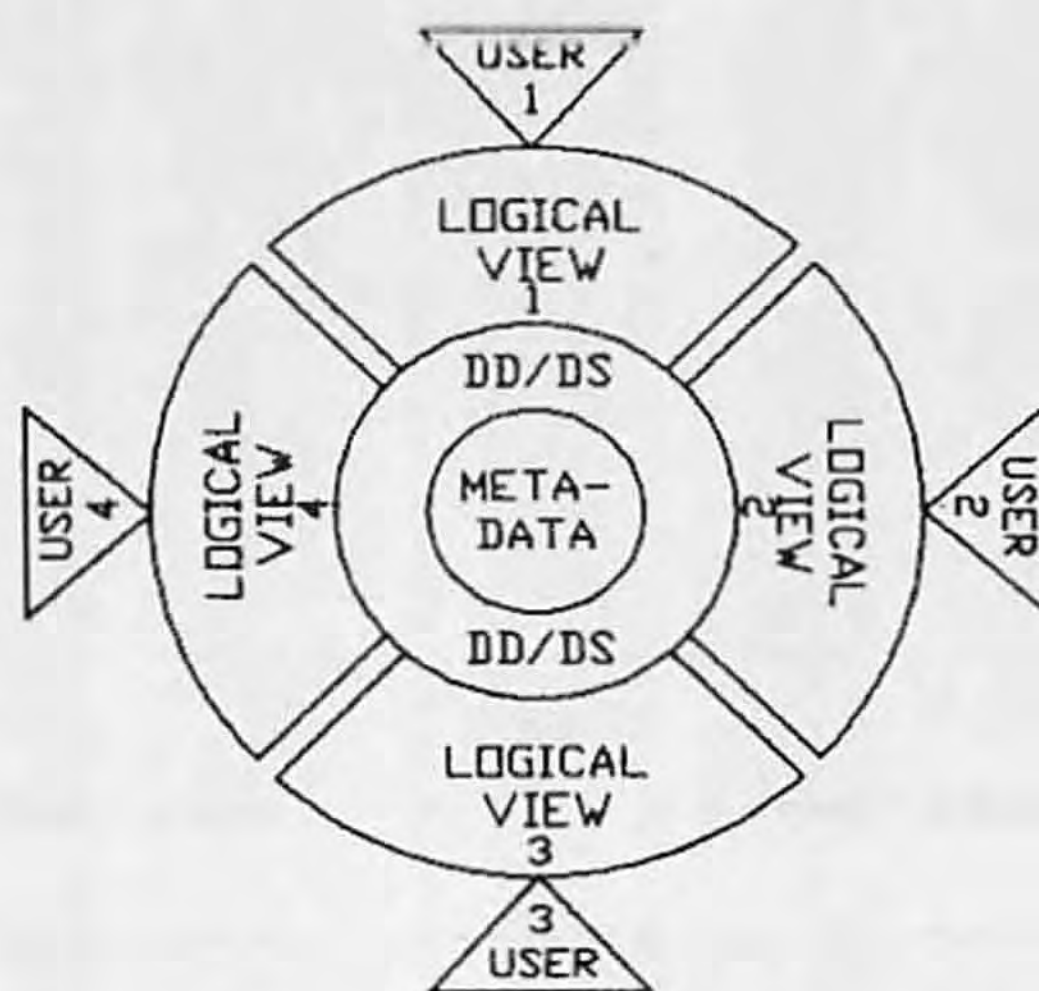 USER
1
LOGICAL
VIEW
1
DD/DS
META-
DATA
DD/DS
LOGICAL
VIEW
2
USER
2
LOGICAL
VIEW
3
3
USER
USER
4
LOGICAL
VIEW
4